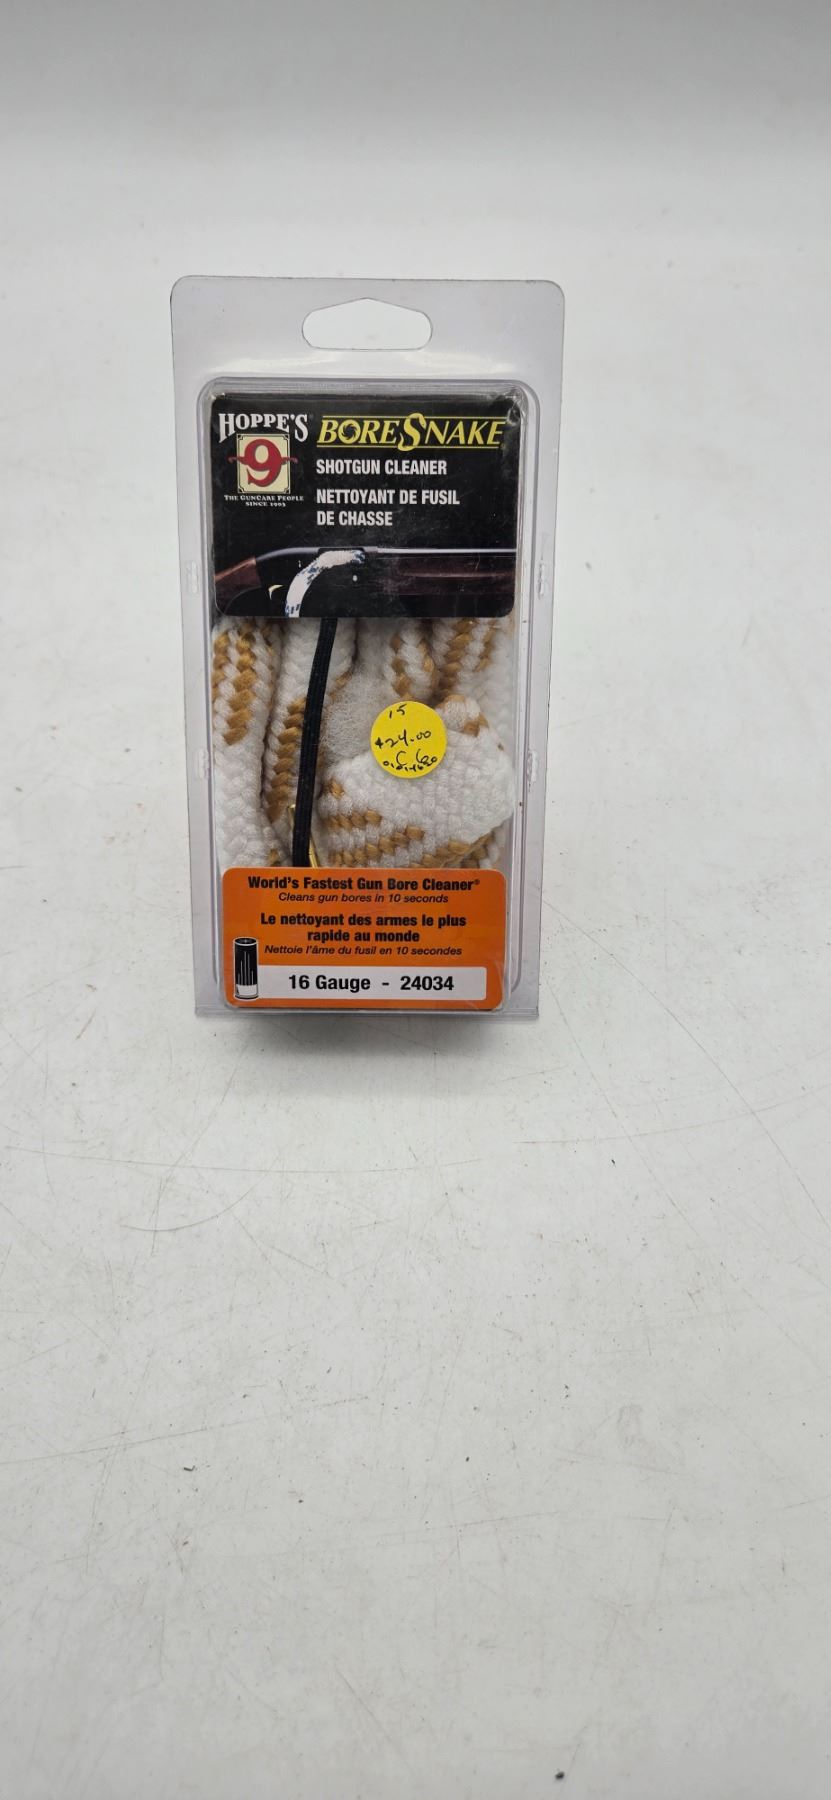 HOPPE'S
9
THE GUNCARE PEOPLE
SINCE 1903
BORESNAKE
SHOTGUN CLEANER
NETTOYANT DE FUSIL
DE CHASSE
15
$24.00
C6
World's Fastest Gun Bore Cleaner®
Cleans gun bores in 10 seconds
Le nettoyant des armes le plus
rapide au monde
Nettoie l'âme du fusil en 10 secondes
16 Gauge - 24034